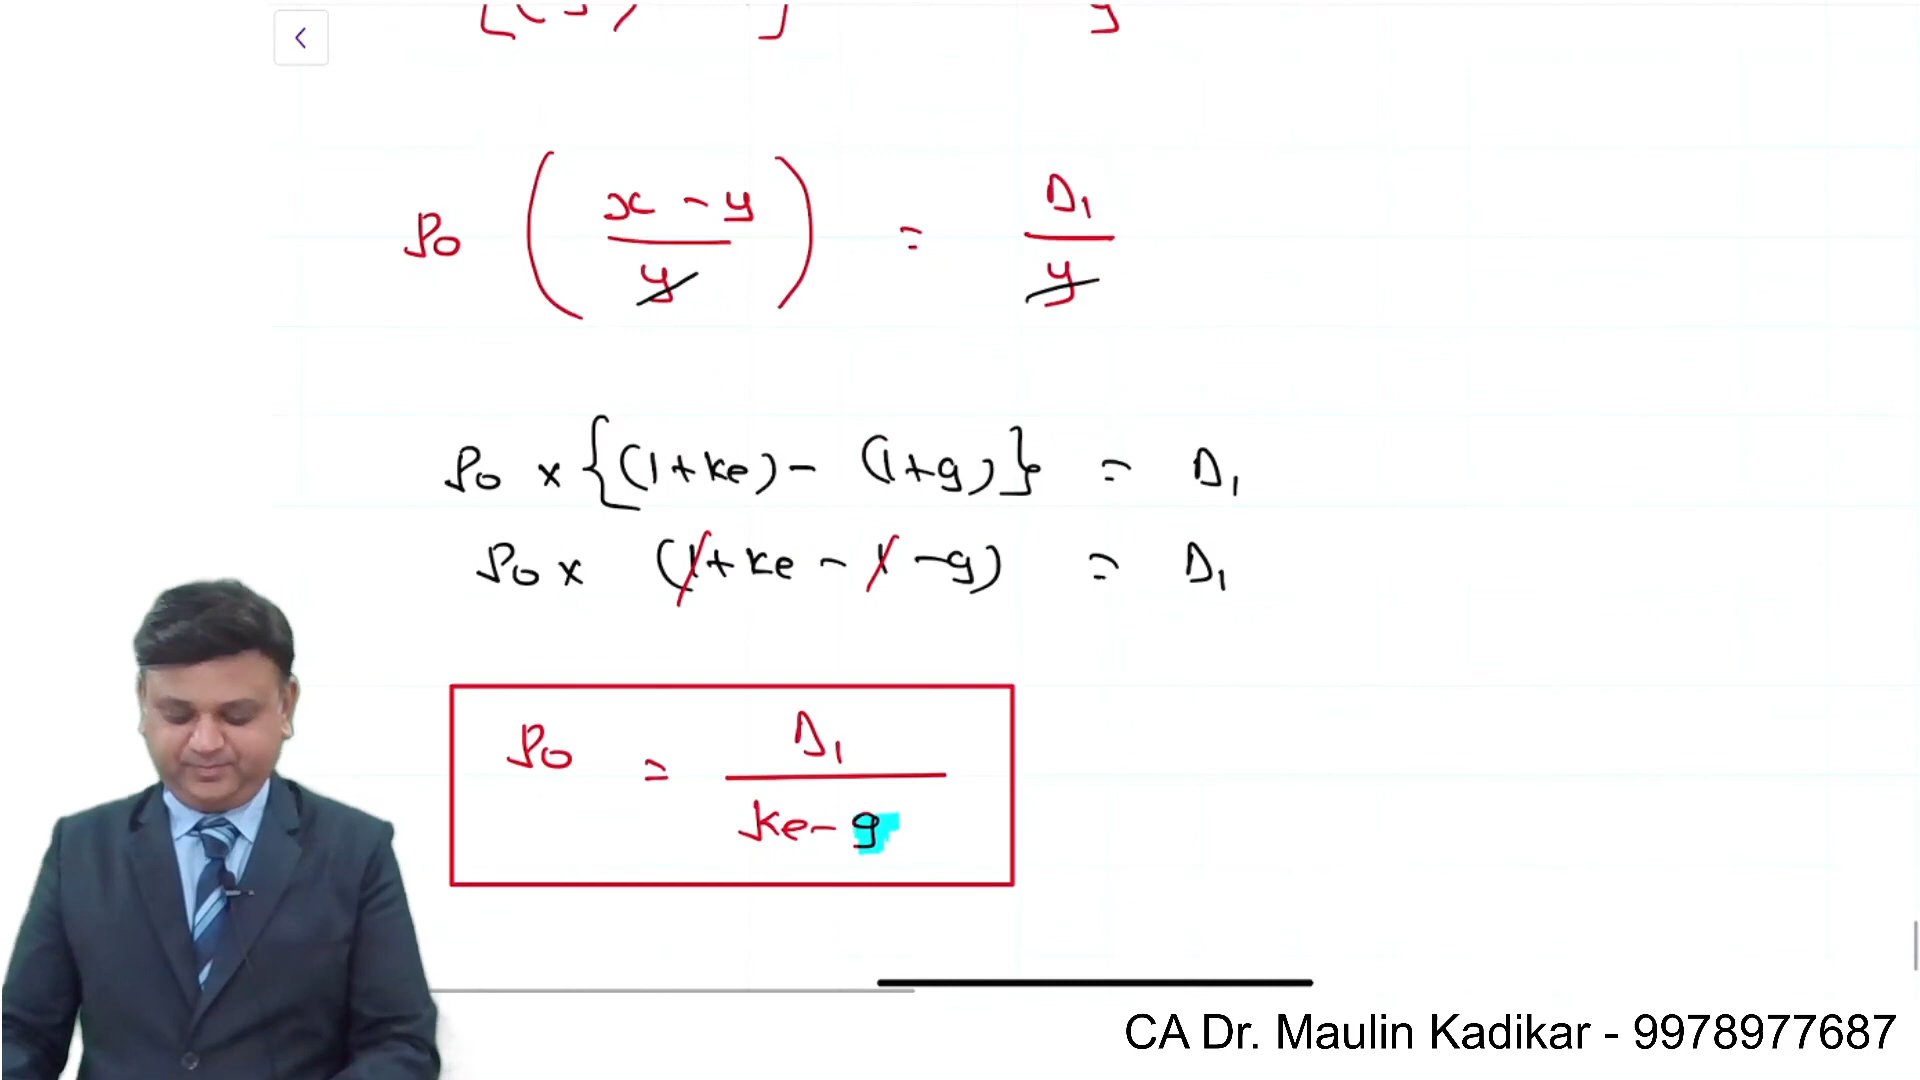 P₀ ( (x - y) / y ) = D₁ / y
P₀ × {(1+ke) - (1+g)} = D₁
P₀ × (1+ke - 1 - g) = D₁
P₀ = D₁ / (ke - g)
CA Dr. Maulin Kadikar - 9978977687